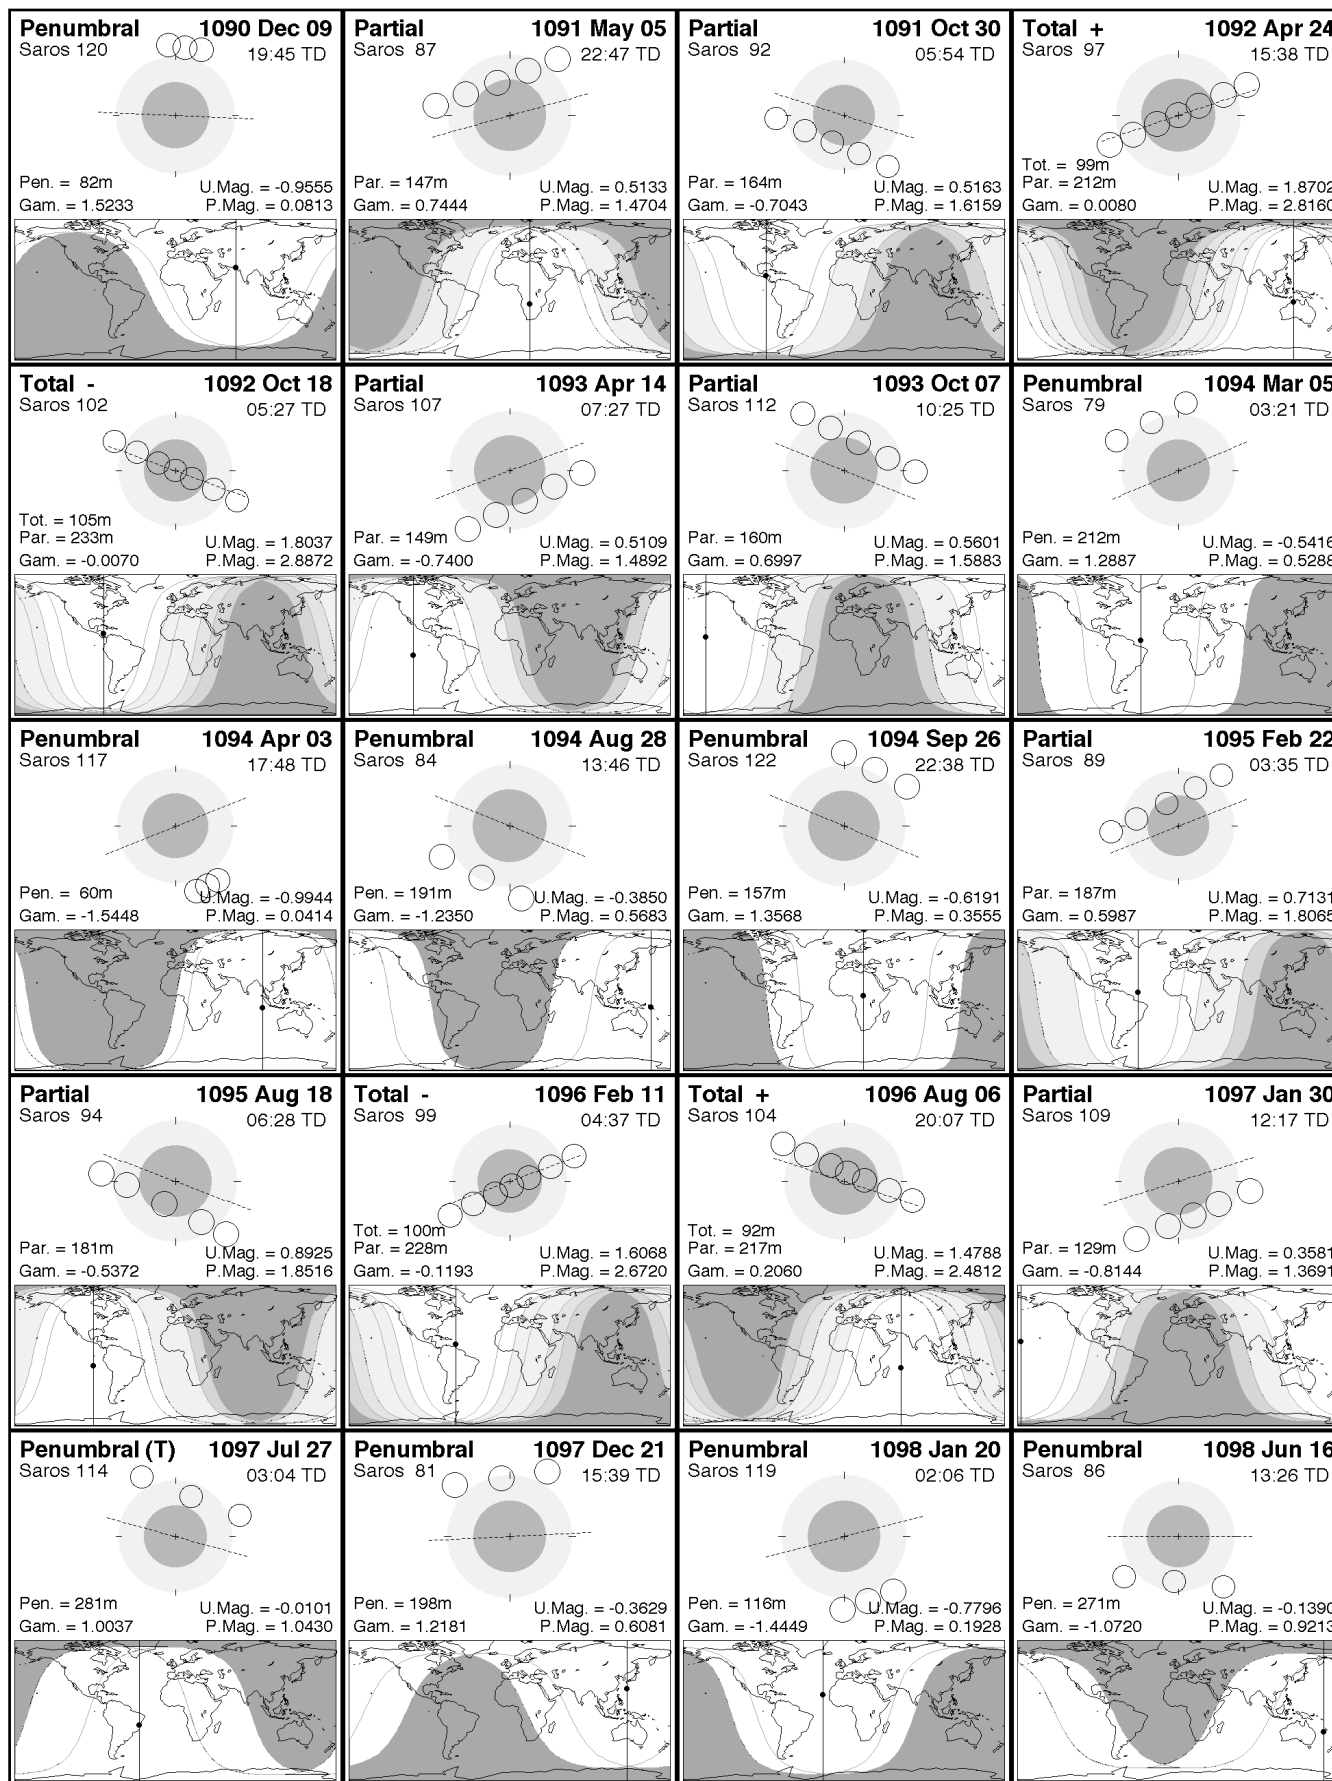 Penumbral 1090 Dec 09
Saros 120 19:45 TD
Pen. = 82m U.Mag. = -0.9555
Gam. = 1.5233 P.Mag. = 0.0813
Partial 1091 May 05
Saros 87 22:47 TD
Par. = 147m U.Mag. = 0.5133
Gam. = 0.7444 P.Mag. = 1.4704
Partial 1091 Oct 30
Saros 92 05:54 TD
Par. = 164m U.Mag. = 0.5163
Gam. = -0.7043 P.Mag. = 1.6159
Total + 1092 Apr 24
Saros 97 15:38 TD
Tot. = 99m
Par. = 212m U.Mag. = 1.8702
Gam. = 0.0080 P.Mag. = 2.8160
Total - 1092 Oct 18
Saros 102 05:27 TD
Tot. = 105m
Par. = 233m U.Mag. = 1.8037
Gam. = -0.0070 P.Mag. = 2.8872
Partial 1093 Apr 14
Saros 107 07:27 TD
Par. = 149m U.Mag. = 0.5109
Gam. = -0.7400 P.Mag. = 1.4892
Partial 1093 Oct 07
Saros 112 10:25 TD
Par. = 160m U.Mag. = 0.5601
Gam. = 0.6997 P.Mag. = 1.5883
Penumbral 1094 Mar 05
Saros 79 03:21 TD
Pen. = 212m U.Mag. = -0.5416
Gam. = 1.2887 P.Mag. = 0.5288
Penumbral 1094 Apr 03
Saros 117 17:48 TD
Pen. = 60m U.Mag. = -0.9944
Gam. = -1.5448 P.Mag. = 0.0414
Penumbral 1094 Aug 28
Saros 84 13:46 TD
Pen. = 191m U.Mag. = -0.3850
Gam. = -1.2350 P.Mag. = 0.5683
Penumbral 1094 Sep 26
Saros 122 22:38 TD
Pen. = 157m U.Mag. = -0.6191
Gam. = 1.3568 P.Mag. = 0.3555
Partial 1095 Feb 22
Saros 89 03:35 TD
Par. = 187m U.Mag. = 0.7131
Gam. = 0.5987 P.Mag. = 1.8065
Partial 1095 Aug 18
Saros 94 06:28 TD
Par. = 181m U.Mag. = 0.8925
Gam. = -0.5372 P.Mag. = 1.8516
Total - 1096 Feb 11
Saros 99 04:37 TD
Tot. = 100m
Par. = 228m U.Mag. = 1.6068
Gam. = -0.1193 P.Mag. = 2.6720
Total + 1096 Aug 06
Saros 104 20:07 TD
Tot. = 92m
Par. = 217m U.Mag. = 1.4788
Gam. = 0.2060 P.Mag. = 2.4812
Partial 1097 Jan 30
Saros 109 12:17 TD
Par. = 129m U.Mag. = 0.3581
Gam. = -0.8144 P.Mag. = 1.3691
Penumbral (T) 1097 Jul 27
Saros 114 03:04 TD
Pen. = 281m U.Mag. = -0.0101
Gam. = 1.0037 P.Mag. = 1.0430
Penumbral 1097 Dec 21
Saros 81 15:39 TD
Pen. = 198m U.Mag. = -0.3629
Gam. = 1.2181 P.Mag. = 0.6081
Penumbral 1098 Jan 20
Saros 119 02:06 TD
Pen. = 116m U.Mag. = -0.7796
Gam. = -1.4449 P.Mag. = 0.1928
Penumbral 1098 Jun 16
Saros 86 13:26 TD
Pen. = 271m U.Mag. = -0.1390
Gam. = -1.0720 P.Mag. = 0.9213